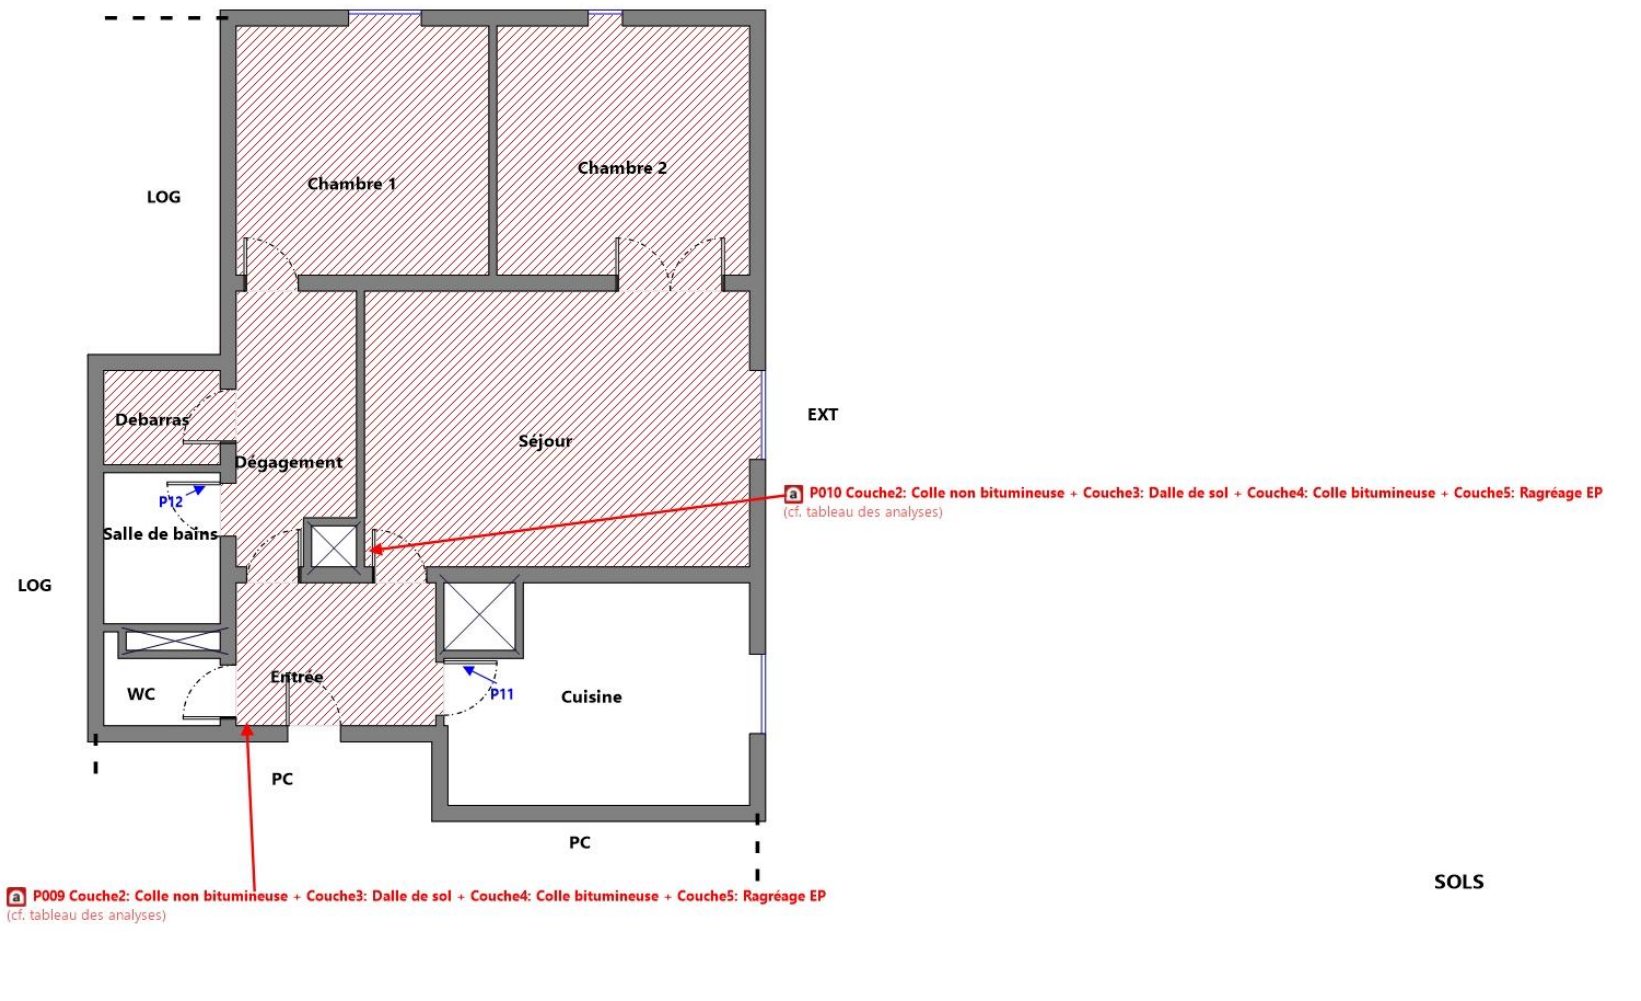 Chambre 1
Chambre 2
LOG
Debarras
Séjour
EXT
Dégagement
P12
a P010 Couche2: Colle non bitumineuse + Couche3: Dalle de sol + Couche4: Colle bitumineuse + Couche5: Ragréage EP
(cf. tableau des analyses)
Salle de bains
LOG
Entrée
WC
P11
Cuisine
PC
PC
SOLS
a P009 Couche2: Colle non bitumineuse + Couche3: Dalle de sol + Couche4: Colle bitumineuse + Couche5: Ragréage EP
(cf. tableau des analyses)